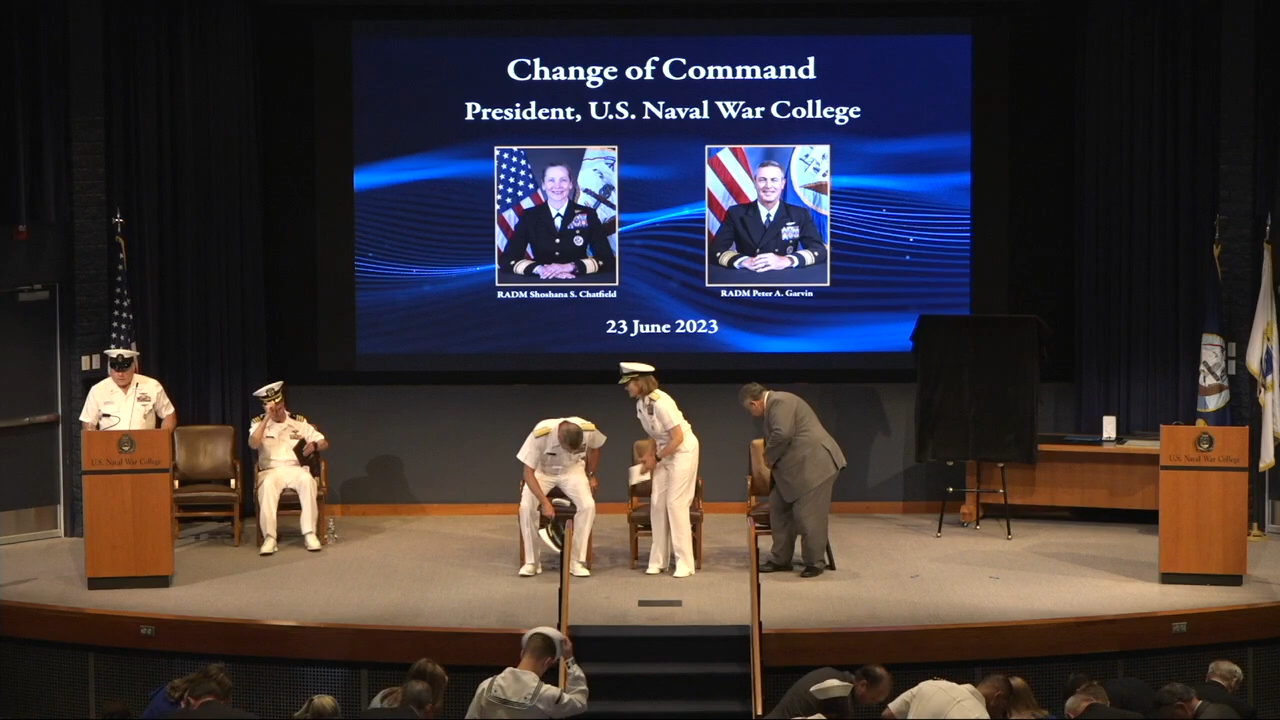 Change of Command
President, U.S. Naval War College
RADM Shoshana S. Chatfield
RADM Peter A. Garvin
23 June 2023
U.S. Naval War College
U.S. Naval War College